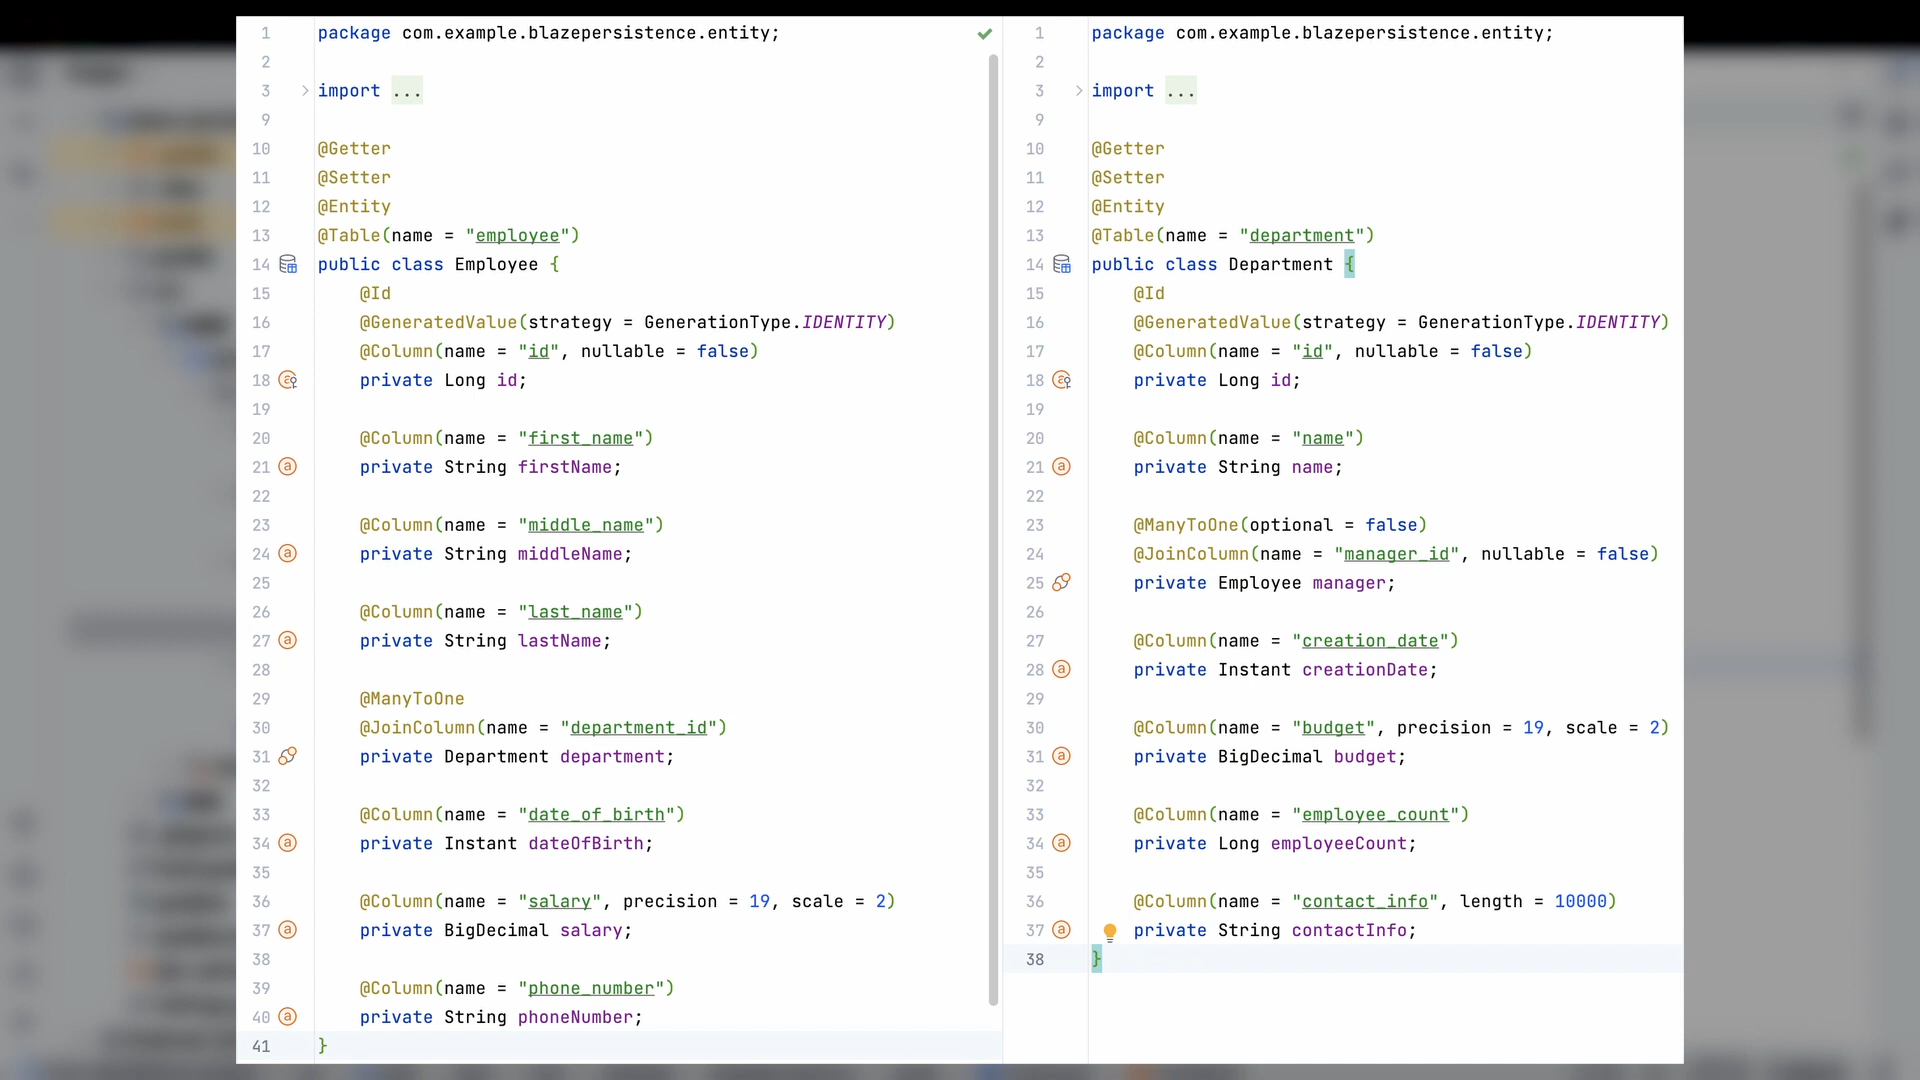 1 package com.example.blazepersistence.entity;
2
3 import ...
9
10 @Getter
11 @Setter
12 @Entity
13 @Table(name = "employee")
14 public class Employee {
15 @Id
16 @GeneratedValue(strategy = GenerationType.IDENTITY)
17 @Column(name = "id", nullable = false)
18 private Long id;
19
20 @Column(name = "first_name")
21 private String firstName;
22
23 @Column(name = "middle_name")
24 private String middleName;
25
26 @Column(name = "last_name")
27 private String lastName;
28
29 @ManyToOne
30 @JoinColumn(name = "department_id")
31 private Department department;
32
33 @Column(name = "date_of_birth")
34 private Instant dateOfBirth;
35
36 @Column(name = "salary", precision = 19, scale = 2)
37 private BigDecimal salary;
38
39 @Column(name = "phone_number")
40 private String phoneNumber;
41 }
1 package com.example.blazepersistence.entity;
2
3 import ...
9
10 @Getter
11 @Setter
12 @Entity
13 @Table(name = "department")
14 public class Department {
15 @Id
16 @GeneratedValue(strategy = GenerationType.IDENTITY)
17 @Column(name = "id", nullable = false)
18 private Long id;
19
20 @Column(name = "name")
21 private String name;
22
23 @ManyToOne(optional = false)
24 @JoinColumn(name = "manager_id", nullable = false)
25 private Employee manager;
26
27 @Column(name = "creation_date")
28 private Instant creationDate;
29
30 @Column(name = "budget", precision = 19, scale = 2)
31 private BigDecimal budget;
32
33 @Column(name = "employee_count")
34 private Long employeeCount;
35
36 @Column(name = "contact_info", length = 10000)
37 private String contactInfo;
38 }